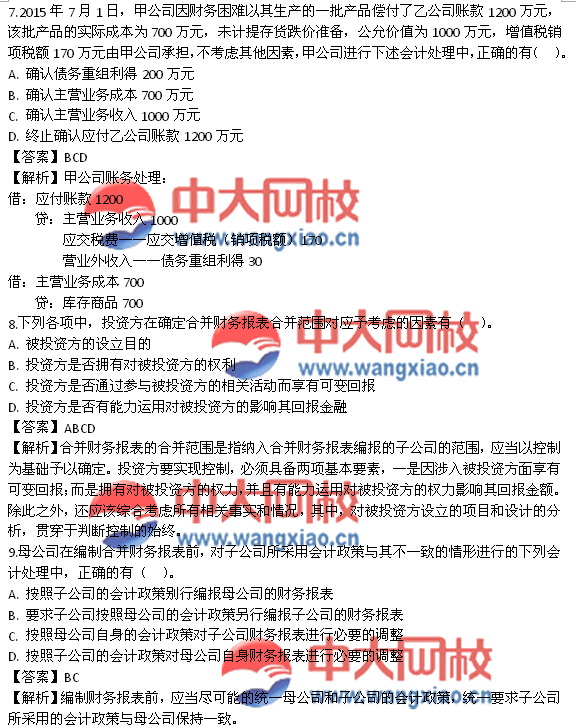 7.2015 年 7 月 1 日，甲公司因财务困难以其生产的一批产品偿付了乙公司账款 1200 万元，
该批产品的实际成本为 700 万元，未计提存货跌价准备，公允价值为 1000 万元，增值税销
项税额 170 万元由甲公司承担，不考虑其他因素，甲公司进行下述会计处理中，正确的有(    )。
A. 确认债务重组利得 200 万元
B. 确认主营业务成本 700 万元
C. 确认主营业务收入 1000 万元
D. 终止确认应付乙公司账款 1200 万元
【答案】BCD
【解析】甲公司账务处理：
借：应付账款 1200
贷：主营业务收入 1000
应交税费——应交增值税（销项税额）170
营业外收入——债务重组利得 30
借：主营业务成本 700
贷：库存商品 700
8.下列各项中，投资方在确定合并财务报表合并范围对应予考虑的因素有（    ）。
A. 被投资方的设立目的
B. 投资方是否拥有对被投资方的权利
C. 投资方是否通过参与被投资方的相关活动而享有可变回报
D. 投资方是否有能力运用对被投资方的影响其回报金融
【答案】ABCD
【解析】合并财务报表的合并范围是指纳入合并财务报表编报的子公司的范围，应当以控制
为基础予以确定。投资方要实现控制，必须具备两项基本要素，一是因涉入被投资方面享有
可变回报;而是拥有对被投资方的权力，并且有能力运用对被投资方的权力影响其回报金额。
除此之外，还应该综合考虑所有相关事实和情况，其中，对被投资方设立的项目和设计的分
析，贯穿于判断控制的始终。
9.母公司在编制合并财务报表前，对子公司所采用会计政策与其不一致的情形进行的下列会
计处理中，正确的有（    ）。
A. 按照子公司的会计政策别行编报母公司的财务报表
B. 要求子公司按照母公司的会计政策另行编报子公司的财务报表
C. 按照母公司自身的会计政策对子公司财务报表进行必要的调整
D. 按照子公司的会计政策对母公司自身财务报表进行必要的调整
【答案】BC
【解析】编制财务报表前，应当尽可能的统一母公司和子公司的会计政策，统一要求子公司
所采用的会计政策与母公司保持一致。
中大网校
www.wangxiao.cn
中大网校
www.wangxiao.cn
中大网校
www.wangxiao.cn
中大网校
www.wangxiao.cn